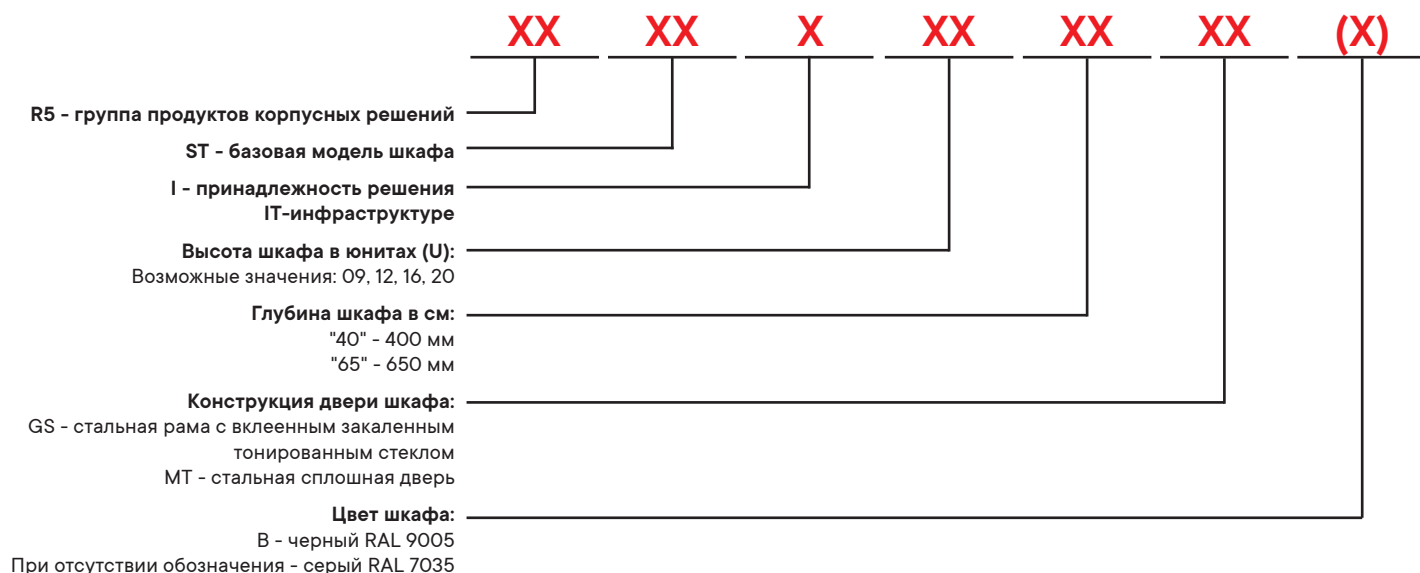 XX XX X XX XX XX (X)
R5 - группа продуктов корпусных решений
ST - базовая модель шкафа
I - принадлежность решения
IT-инфраструктуре
Высота шкафа в юнитах (U):
Возможные значения: 09, 12, 16, 20
Глубина шкафа в см:
"40" - 400 мм
"65" - 650 мм
Конструкция двери шкафа:
GS - стальная рама с вклеенным закаленным
тонированным стеклом
MT - стальная сплошная дверь
Цвет шкафа:
B - черный RAL 9005
При отсутствии обозначения - серый RAL 7035